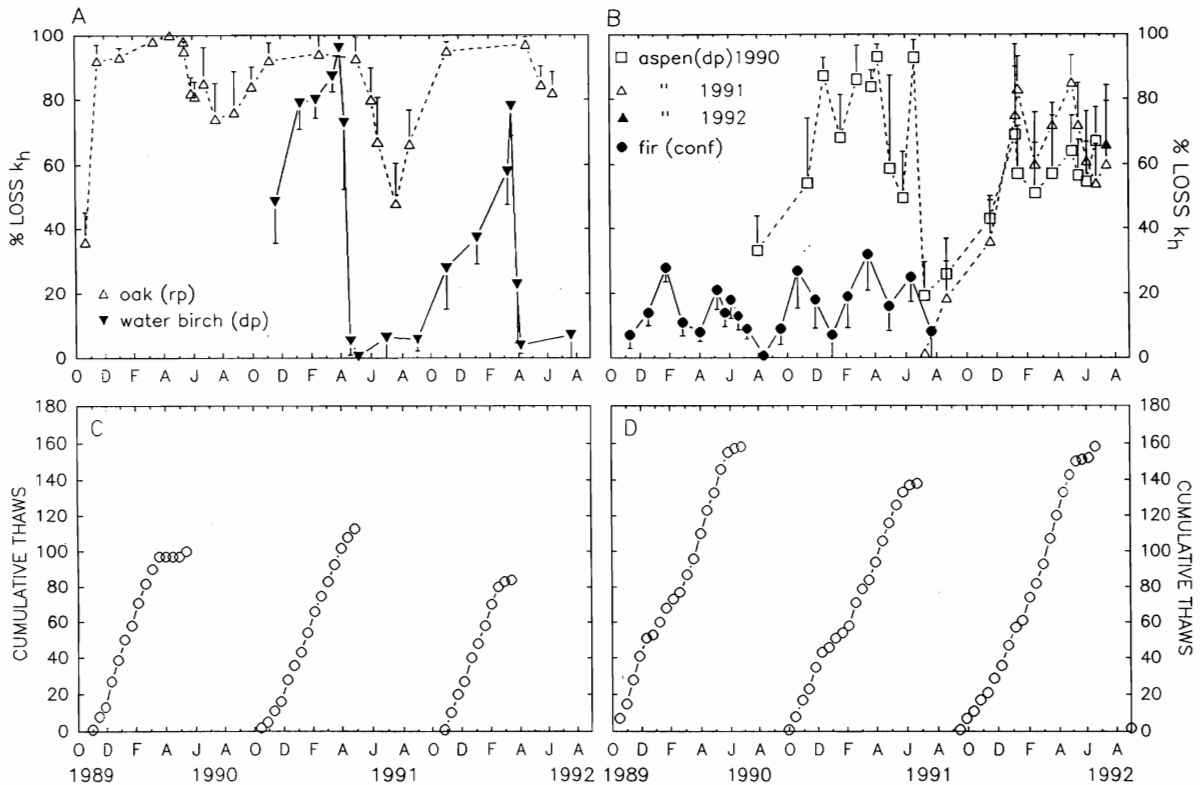 A
B
100
80
60
40
20
0
% LOSS kh
△ oak (rp)
▼ water birch (dp)
O D F A J A O D F A J A O D F A J A
100
80
60
40
20
0
% LOSS kh
□ aspen(dp)1990
△ " 1991
▲ " 1992
● fir (conf)
O D F A J A O D F A J A O D F A J A
C
180
160
140
120
100
80
60
40
20
0
CUMULATIVE THAWS
O D F A J A O D F A J A O D F A J A
1989 1990 1991 1992
D
180
160
140
120
100
80
60
40
20
0
CUMULATIVE THAWS
O D F A J A O D F A J A O D F A J A
1989 1990 1991 1992